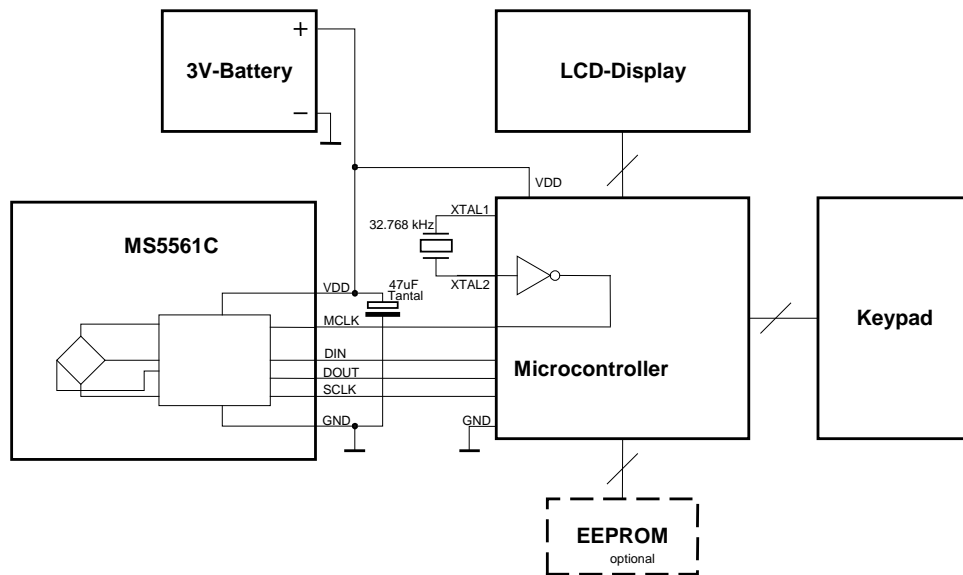 +
3V-Battery
−
LCD-Display
VDD
MS5561C
32.768 kHz
XTAL1
XTAL2
47uF
Tantal
VDD
MCLK
DIN
DOUT
SCLK
GND
GND
Microcontroller
Keypad
EEPROM
optional